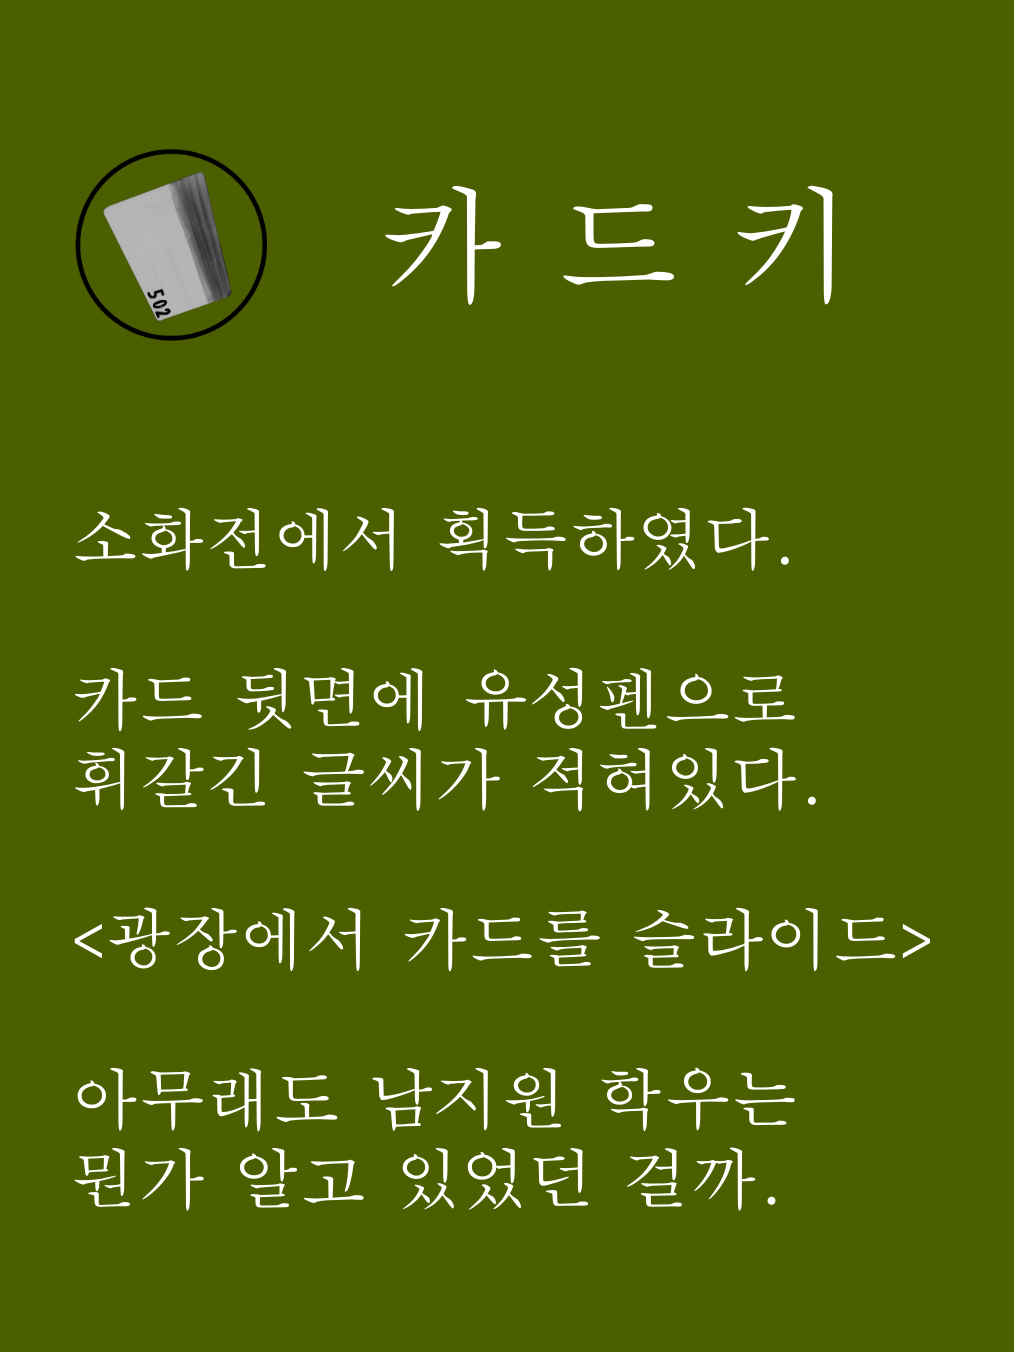 502
카드키
소화전에서 획득하였다.
카드 뒷면에 유성펜으로
휘갈긴 글씨가 적혀있다.
<광장에서 카드를 슬라이드>
아무래도 남지원 학우는
뭔가 알고 있었던 걸까.